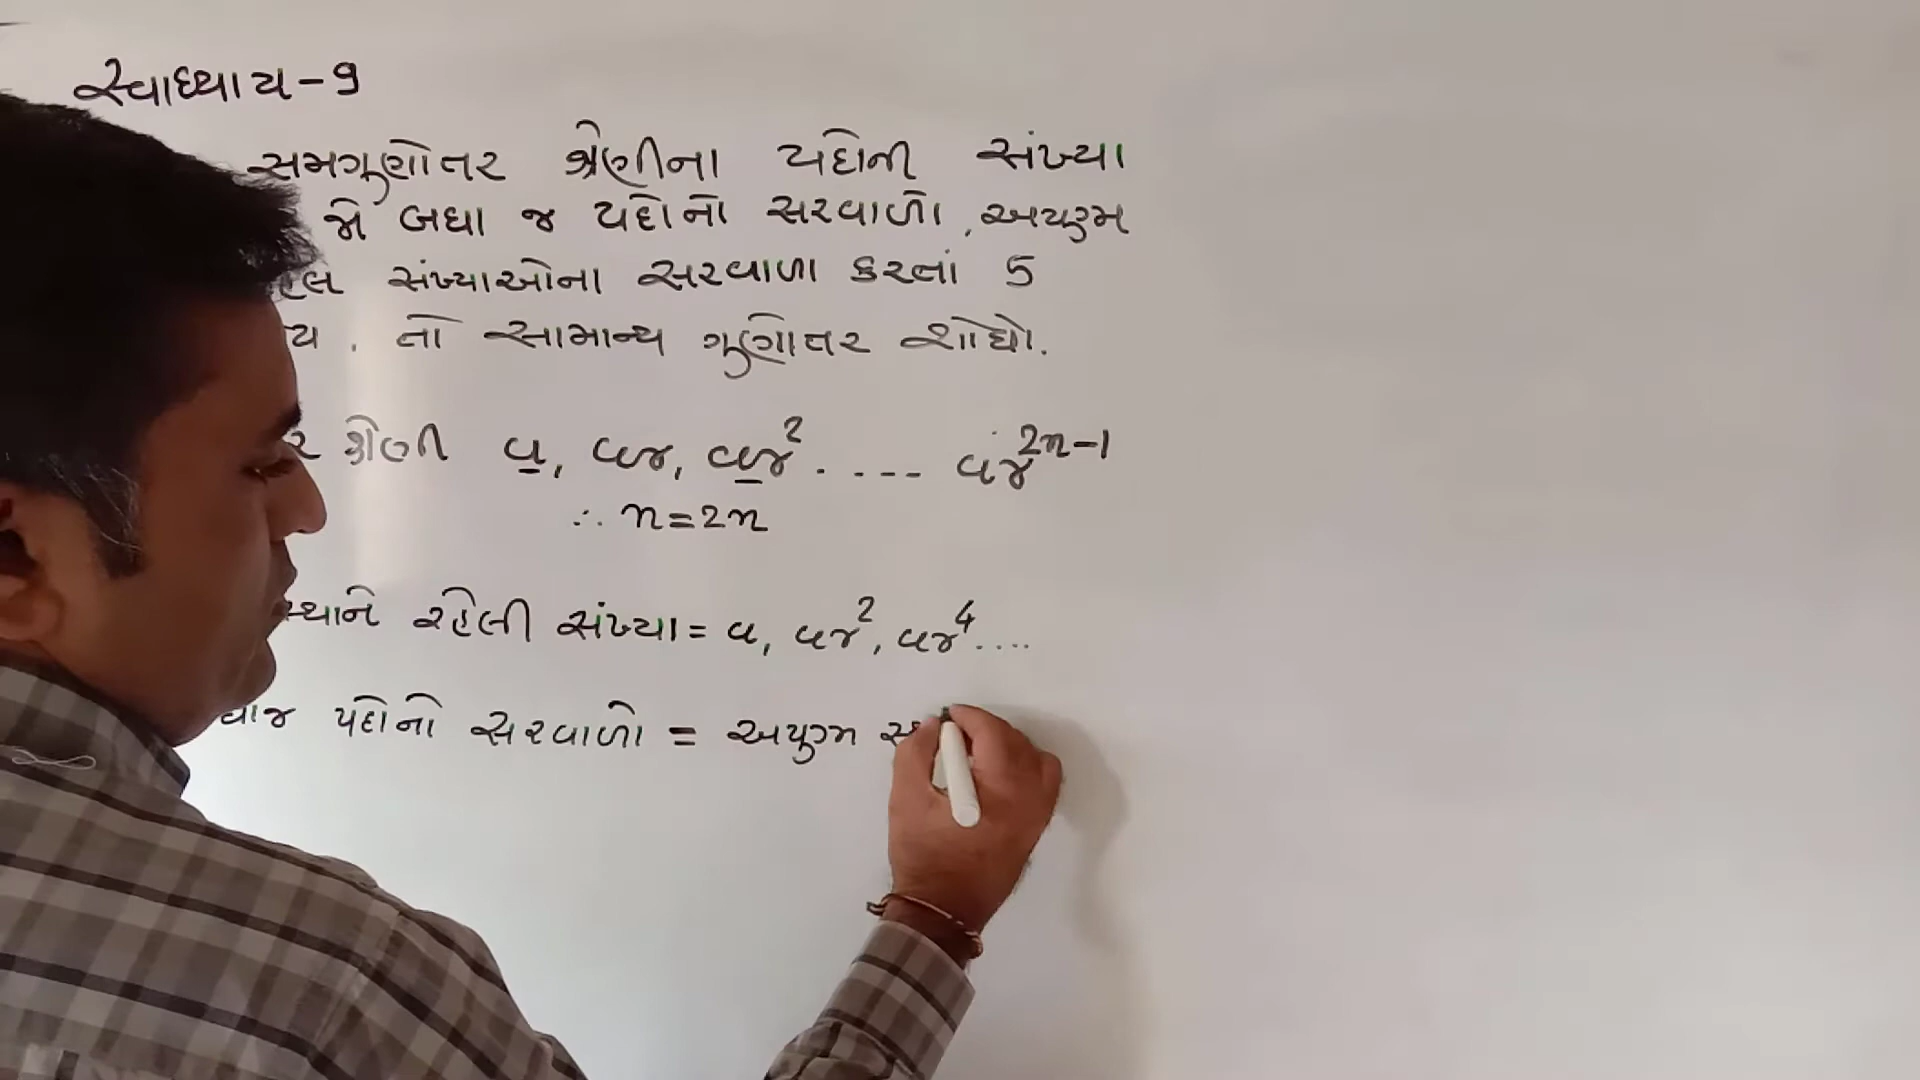 સ્વાધ્યાય - 9
સમગુણોતર શ્રેણીના પદોની સંખ્યા
જો બધા જ પદોનો સરવાળો, અયુગ્મ
સંખ્યાઓના સરવાળા કરતાં 5
તો સામાન્ય ગુણોતર શોધો.
શ્રેણી a, ar, ar² ..... ar²ⁿ⁻¹
∴ n = 2n
સ્થાને રહેલી સંખ્યા = a, ar², ar⁴ ....
પદોનો સરવાળો = અયુગ્મ